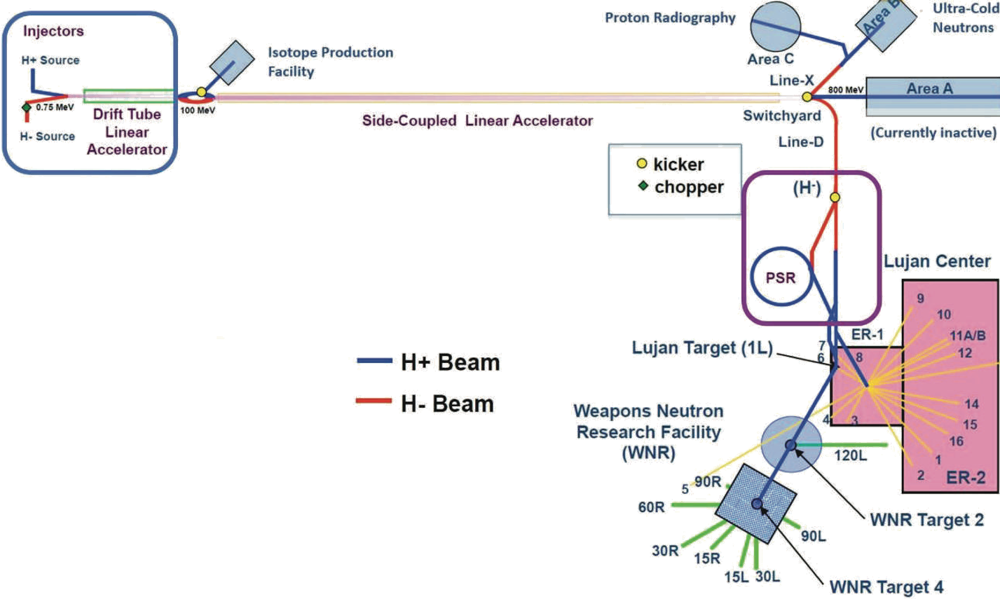 Injectors
H+ Source
0.75 MeV
H- Source
Drift Tube
Linear
Accelerator
100 MeV
Isotope Production
Facility
Side-Coupled Linear Accelerator
Proton Radiography
Area C
Area B
Ultra-Cold
Neutrons
Line-X
800 MeV
Area A
Switchyard
(Currently inactive)
Line-D
kicker
chopper
(H-)
PSR
Lujan Center
H+ Beam
H- Beam
Lujan Target (1L)
ER-1
7
6
8
9
10
11A/B
12
14
15
16
1
2
ER-2
4
3
Weapons Neutron
Research Facility
(WNR)
120L
5
90R
60R
30R
15R
15L
30L
90L
WNR Target 2
WNR Target 4